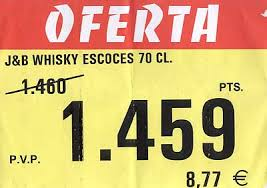 OFERTA
J&B WHISKY ESCOCES 70 CL.
1.460
PTS.
1.459
P.V.P.
8,77 €